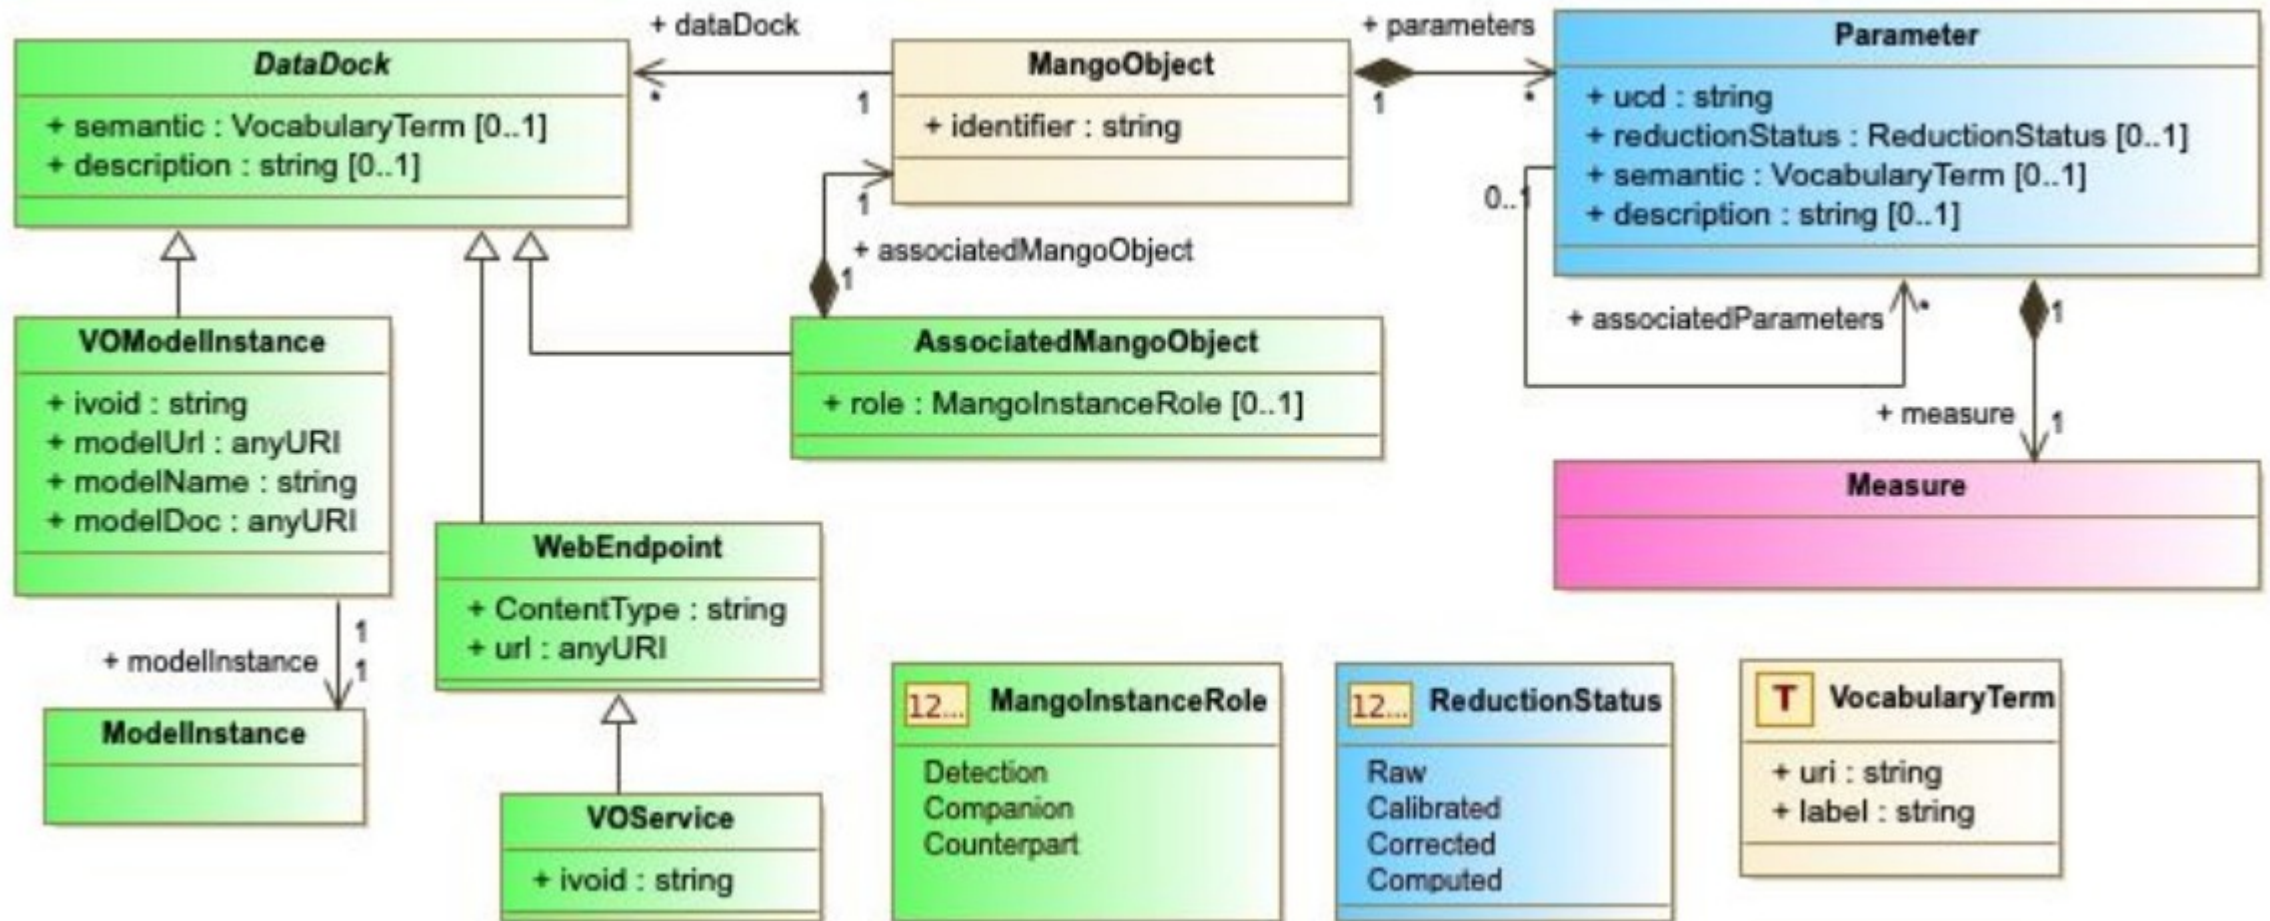 + dataDock
+ parameters
DataDock
+ semantic : VocabularyTerm [0..1]
+ description : string [0..1]
*
1
MangoObject
+ identifier : string
1
*
Parameter
+ ucd : string
+ reductionStatus : ReductionStatus [0..1]
+ semantic : VocabularyTerm [0..1]
+ description : string [0..1]
0..1
1
+ associatedMangoObject
1
+ associatedParameters
*
1
VOModelInstance
+ ivoid : string
+ modelUrl : anyURI
+ modelName : string
+ modelDoc : anyURI
AssociatedMangoObject
+ role : MangoInstanceRole [0..1]
+ measure
1
Measure
WebEndpoint
+ ContentType : string
+ url : anyURI
1
+ modelInstance
1
ModelInstance
VOService
+ ivoid : string
12... MangoInstanceRole
Detection
Companion
Counterpart
12... ReductionStatus
Raw
Calibrated
Corrected
Computed
T VocabularyTerm
+ uri : string
+ label : string